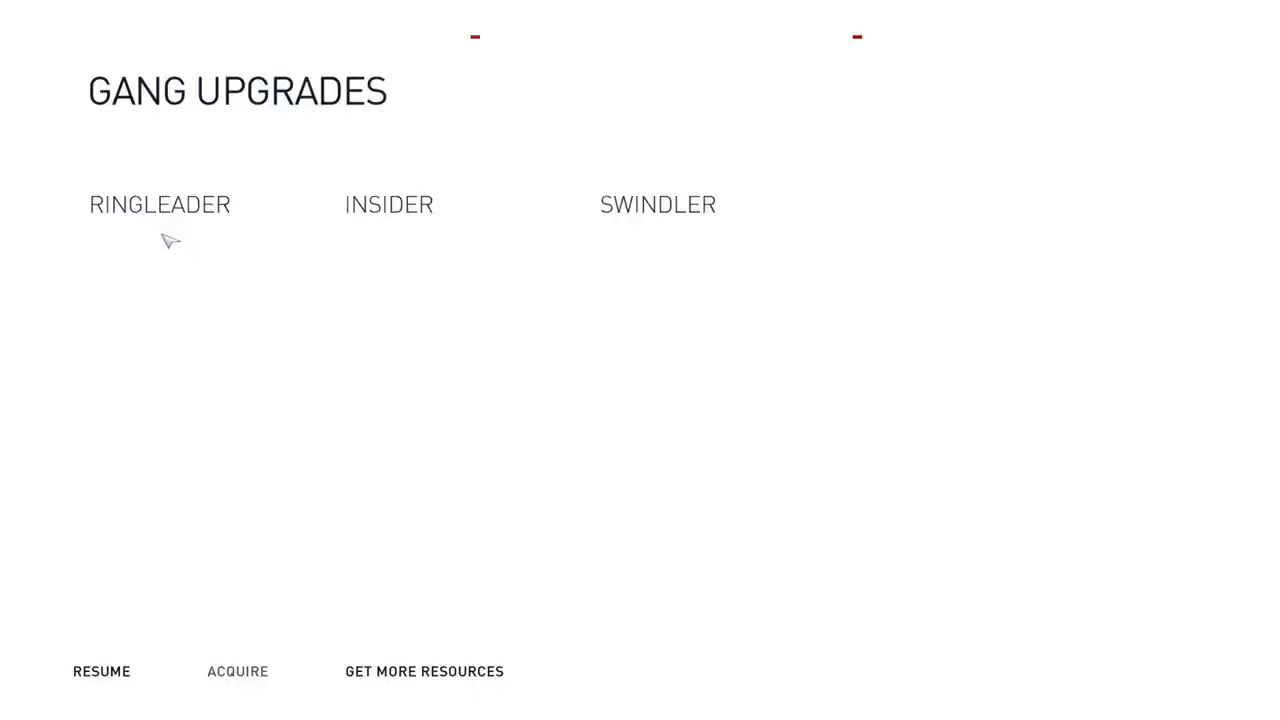 GANG UPGRADES
RINGLEADER INSIDER SWINDLER
RESUME ACQUIRE GET MORE RESOURCES